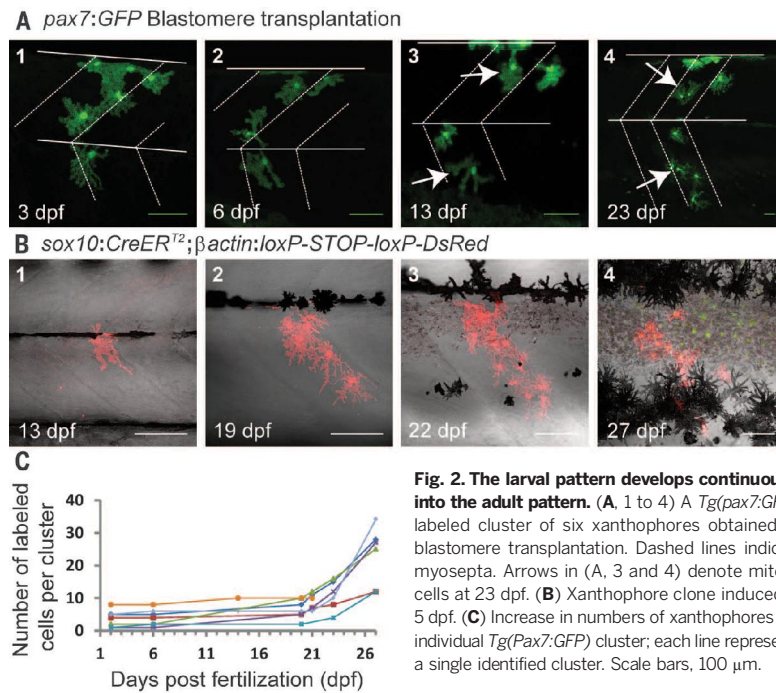 A pax7:GFP Blastomere transplantation
1
2
3
4
3 dpf
6 dpf
13 dpf
23 dpf
B sox10:CreERT2;βactin:loxP-STOP-loxP-DsRed
1
2
3
4
13 dpf
19 dpf
22 dpf
27 dpf
C
Number of labeled
cells per cluster
40
30
20
10
0
1 6 11 16 21 26
Days post fertilization (dpf)
Fig. 2. The larval pattern develops continuou
into the adult pattern. (A, 1 to 4) A Tg(pax7:GF
labeled cluster of six xanthophores obtained
blastomere transplantation. Dashed lines indic
myosepta. Arrows in (A, 3 and 4) denote mito
cells at 23 dpf. (B) Xanthophore clone induced
5 dpf. (C) Increase in numbers of xanthophores
individual Tg(Pax7:GFP) cluster; each line represe
a single identified cluster. Scale bars, 100 μm.